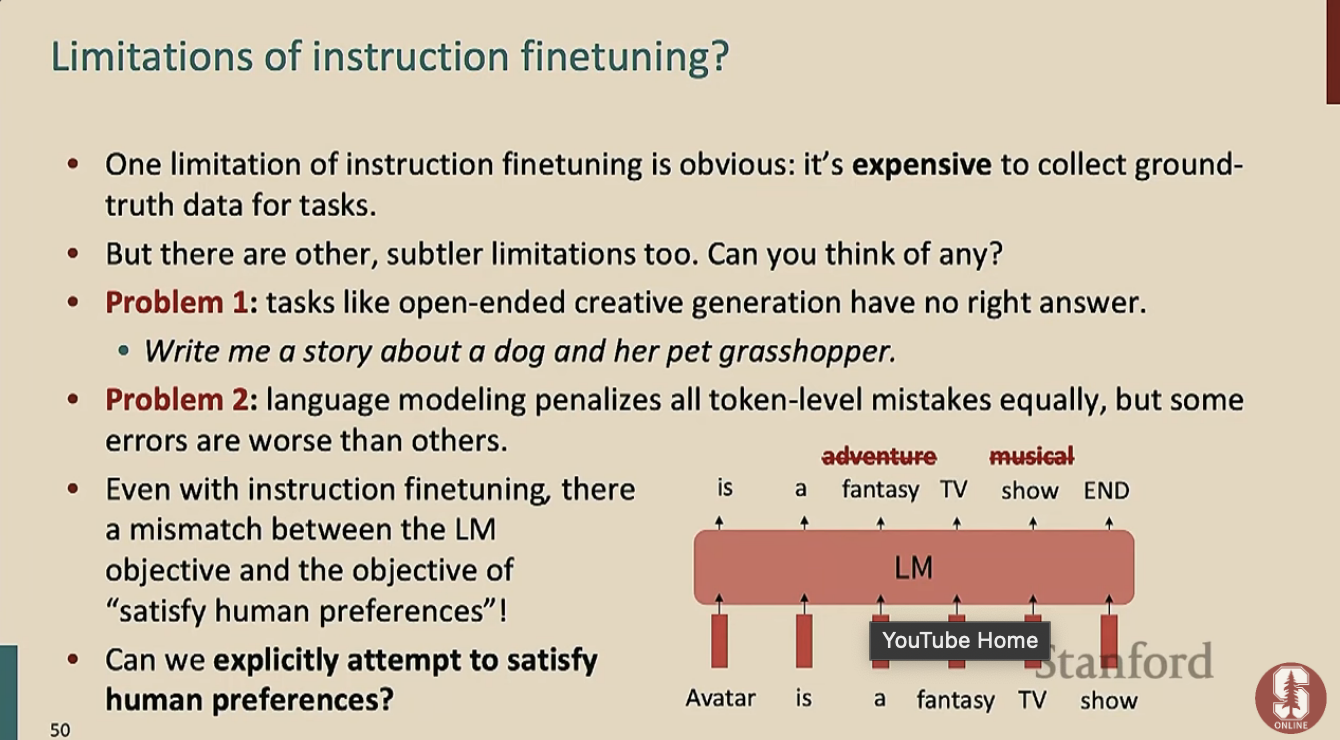 Limitations of instruction finetuning?
• One limitation of instruction finetuning is obvious: it’s expensive to collect ground-
truth data for tasks.
• But there are other, subtler limitations too. Can you think of any?
• Problem 1: tasks like open-ended creative generation have no right answer.
• Write me a story about a dog and her pet grasshopper.
• Problem 2: language modeling penalizes all token-level mistakes equally, but some
errors are worse than others.
• Even with instruction finetuning, there
a mismatch between the LM
objective and the objective of
“satisfy human preferences”!
• Can we explicitly attempt to satisfy
human preferences?
adventure musical
is a fantasy TV show END
LM
YouTube Home
Stanford
Avatar is a fantasy TV show
S
ONLINE
50